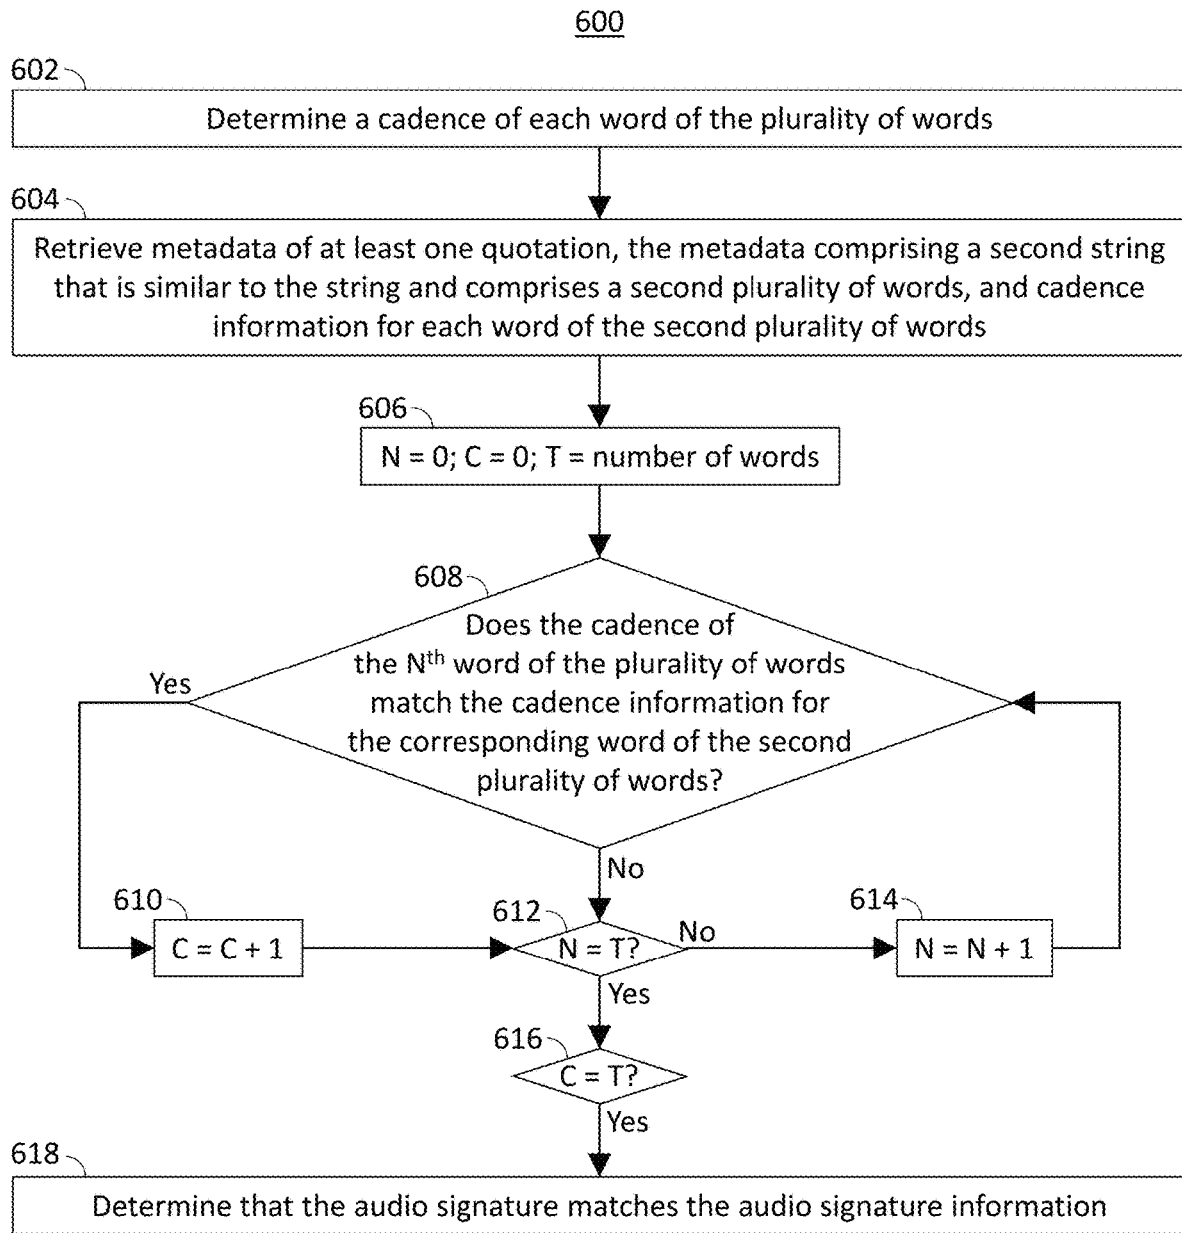 600
602
Determine a cadence of each word of the plurality of words
604
Retrieve metadata of at least one quotation, the metadata comprising a second string
that is similar to the string and comprises a second plurality of words, and cadence
information for each word of the second plurality of words
606
N = 0; C = 0; T = number of words
608
Does the cadence of
the Nth word of the plurality of words
match the cadence information for
the corresponding word of the second
plurality of words?
Yes
No
610
C = C + 1
612
N = T?
No
614
N = N + 1
Yes
616
C = T?
Yes
618
Determine that the audio signature matches the audio signature information